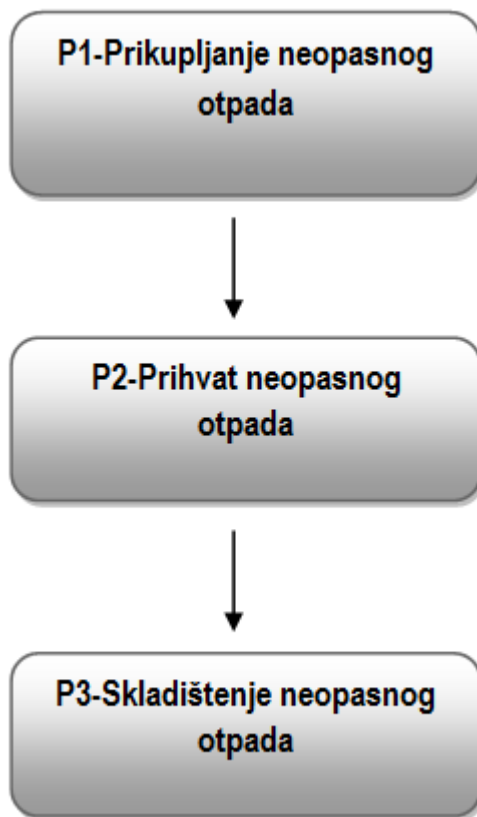 P1-Prikupljanje neopasnog
otpada
P2-Prihvat neopasnog
otpada
P3-Skladištenje neopasnog
otpada